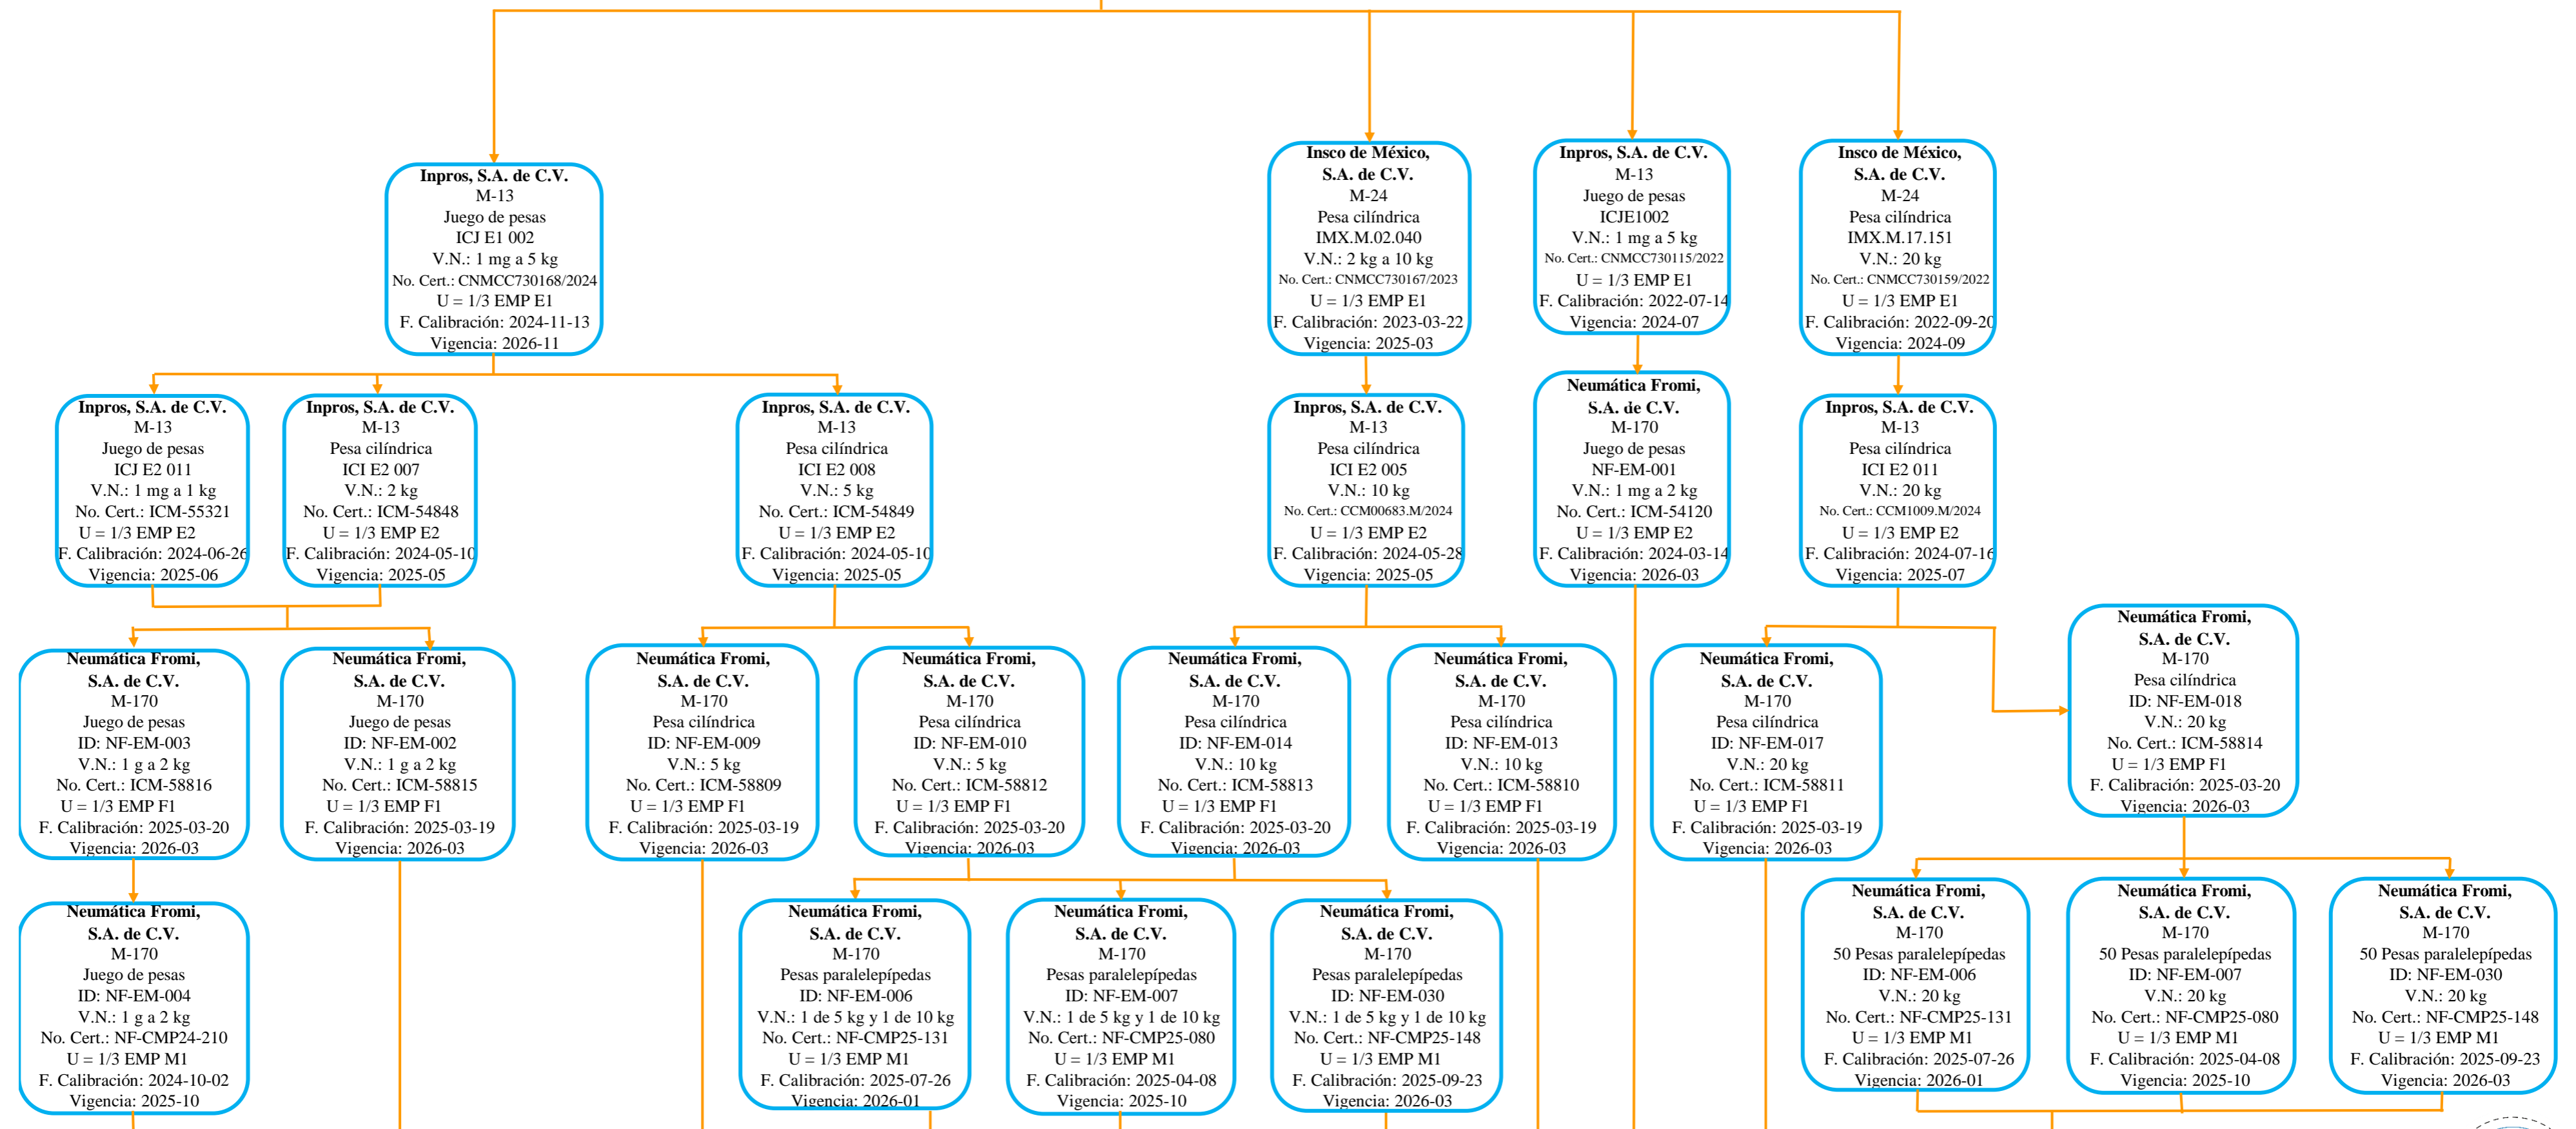 Inpros, S.A. de C.V.
M-13
Juego de pesas
ICJ E1 002
V.N.: 1 mg a 5 kg
No. Cert.: CNMCC730168/2024
U = 1/3 EMP E1
F. Calibración: 2024-11-13
Vigencia: 2026-11
Insco de México,
S.A. de C.V.
M-24
Pesa cilíndrica
IMX.M.02.040
V.N.: 2 kg a 10 kg
No. Cert.: CNMCC730167/2023
U = 1/3 EMP E1
F. Calibración: 2023-03-22
Vigencia: 2025-03
Inpros, S.A. de C.V.
M-13
Juego de pesas
ICJE1002
V.N.: 1 mg a 5 kg
No. Cert.: CNMCC730115/2022
U = 1/3 EMP E1
F. Calibración: 2022-07-14
Vigencia: 2024-07
Insco de México,
S.A. de C.V.
M-24
Pesa cilíndrica
IMX.M.17.151
V.N.: 20 kg
No. Cert.: CNMCC730159/2022
U = 1/3 EMP E1
F. Calibración: 2022-09-20
Vigencia: 2024-09
Inpros, S.A. de C.V.
M-13
Juego de pesas
ICJ E2 011
V.N.: 1 mg a 1 kg
No. Cert.: ICM-55321
U = 1/3 EMP E2
F. Calibración: 2024-06-26
Vigencia: 2025-06
Inpros, S.A. de C.V.
M-13
Pesa cilíndrica
ICI E2 007
V.N.: 2 kg
No. Cert.: ICM-54848
U = 1/3 EMP E2
F. Calibración: 2024-05-10
Vigencia: 2025-05
Inpros, S.A. de C.V.
M-13
Pesa cilíndrica
ICI E2 008
V.N.: 5 kg
No. Cert.: ICM-54849
U = 1/3 EMP E2
F. Calibración: 2024-05-10
Vigencia: 2025-05
Inpros, S.A. de C.V.
M-13
Pesa cilíndrica
ICI E2 005
V.N.: 10 kg
No. Cert.: CCM00683.M/2024
U = 1/3 EMP E2
F. Calibración: 2024-05-28
Vigencia: 2025-05
Neumática Fromi,
S.A. de C.V.
M-170
Juego de pesas
NF-EM-001
V.N.: 1 mg a 2 kg
No. Cert.: ICM-54120
U = 1/3 EMP E2
F. Calibración: 2024-03-14
Vigencia: 2026-03
Inpros, S.A. de C.V.
M-13
Pesa cilíndrica
ICI E2 011
V.N.: 20 kg
No. Cert.: CCM1009.M/2024
U = 1/3 EMP E2
F. Calibración: 2024-07-16
Vigencia: 2025-07
Neumática Fromi,
S.A. de C.V.
M-170
Juego de pesas
ID: NF-EM-003
V.N.: 1 g a 2 kg
No. Cert.: ICM-58816
U = 1/3 EMP F1
F. Calibración: 2025-03-20
Vigencia: 2026-03
Neumática Fromi,
S.A. de C.V.
M-170
Juego de pesas
ID: NF-EM-002
V.N.: 1 g a 2 kg
No. Cert.: ICM-58815
U = 1/3 EMP F1
F. Calibración: 2025-03-19
Vigencia: 2026-03
Neumática Fromi,
S.A. de C.V.
M-170
Pesa cilíndrica
ID: NF-EM-009
V.N.: 5 kg
No. Cert.: ICM-58809
U = 1/3 EMP F1
F. Calibración: 2025-03-19
Vigencia: 2026-03
Neumática Fromi,
S.A. de C.V.
M-170
Pesa cilíndrica
ID: NF-EM-010
V.N.: 5 kg
No. Cert.: ICM-58812
U = 1/3 EMP F1
F. Calibración: 2025-03-20
Vigencia: 2026-03
Neumática Fromi,
S.A. de C.V.
M-170
Pesa cilíndrica
ID: NF-EM-014
V.N.: 10 kg
No. Cert.: ICM-58813
U = 1/3 EMP F1
F. Calibración: 2025-03-20
Vigencia: 2026-03
Neumática Fromi,
S.A. de C.V.
M-170
Pesa cilíndrica
ID: NF-EM-013
V.N.: 10 kg
No. Cert.: ICM-58810
U = 1/3 EMP F1
F. Calibración: 2025-03-19
Vigencia: 2026-03
Neumática Fromi,
S.A. de C.V.
M-170
Pesa cilíndrica
ID: NF-EM-017
V.N.: 20 kg
No. Cert.: ICM-58811
U = 1/3 EMP F1
F. Calibración: 2025-03-19
Vigencia: 2026-03
Neumática Fromi,
S.A. de C.V.
M-170
Pesa cilíndrica
ID: NF-EM-018
V.N.: 20 kg
No. Cert.: ICM-58814
U = 1/3 EMP F1
F. Calibración: 2025-03-20
Vigencia: 2026-03
Neumática Fromi,
S.A. de C.V.
M-170
Juego de pesas
ID: NF-EM-004
V.N.: 1 g a 2 kg
No. Cert.: NF-CMP24-210
U = 1/3 EMP M1
F. Calibración: 2024-10-02
Vigencia: 2025-10
Neumática Fromi,
S.A. de C.V.
M-170
Pesas paralelepípedas
ID: NF-EM-006
V.N.: 1 de 5 kg y 1 de 10 kg
No. Cert.: NF-CMP25-131
U = 1/3 EMP M1
F. Calibración: 2025-07-26
Vigencia: 2026-01
Neumática Fromi,
S.A. de C.V.
M-170
Pesas paralelepípedas
ID: NF-EM-007
V.N.: 1 de 5 kg y 1 de 10 kg
No. Cert.: NF-CMP25-080
U = 1/3 EMP M1
F. Calibración: 2025-04-08
Vigencia: 2025-10
Neumática Fromi,
S.A. de C.V.
M-170
Pesas paralelepípedas
ID: NF-EM-030
V.N.: 1 de 5 kg y 1 de 10 kg
No. Cert.: NF-CMP25-148
U = 1/3 EMP M1
F. Calibración: 2025-09-23
Vigencia: 2026-03
Neumática Fromi,
S.A. de C.V.
M-170
50 Pesas paralelepípedas
ID: NF-EM-006
V.N.: 20 kg
No. Cert.: NF-CMP25-131
U = 1/3 EMP M1
F. Calibración: 2025-07-26
Vigencia: 2026-01
Neumática Fromi,
S.A. de C.V.
M-170
50 Pesas paralelepípedas
ID: NF-EM-007
V.N.: 20 kg
No. Cert.: NF-CMP25-080
U = 1/3 EMP M1
F. Calibración: 2025-04-08
Vigencia: 2025-10
Neumática Fromi,
S.A. de C.V.
M-170
50 Pesas paralelepípedas
ID: NF-EM-030
V.N.: 20 kg
No. Cert.: NF-CMP25-148
U = 1/3 EMP M1
F. Calibración: 2025-09-23
Vigencia: 2026-03